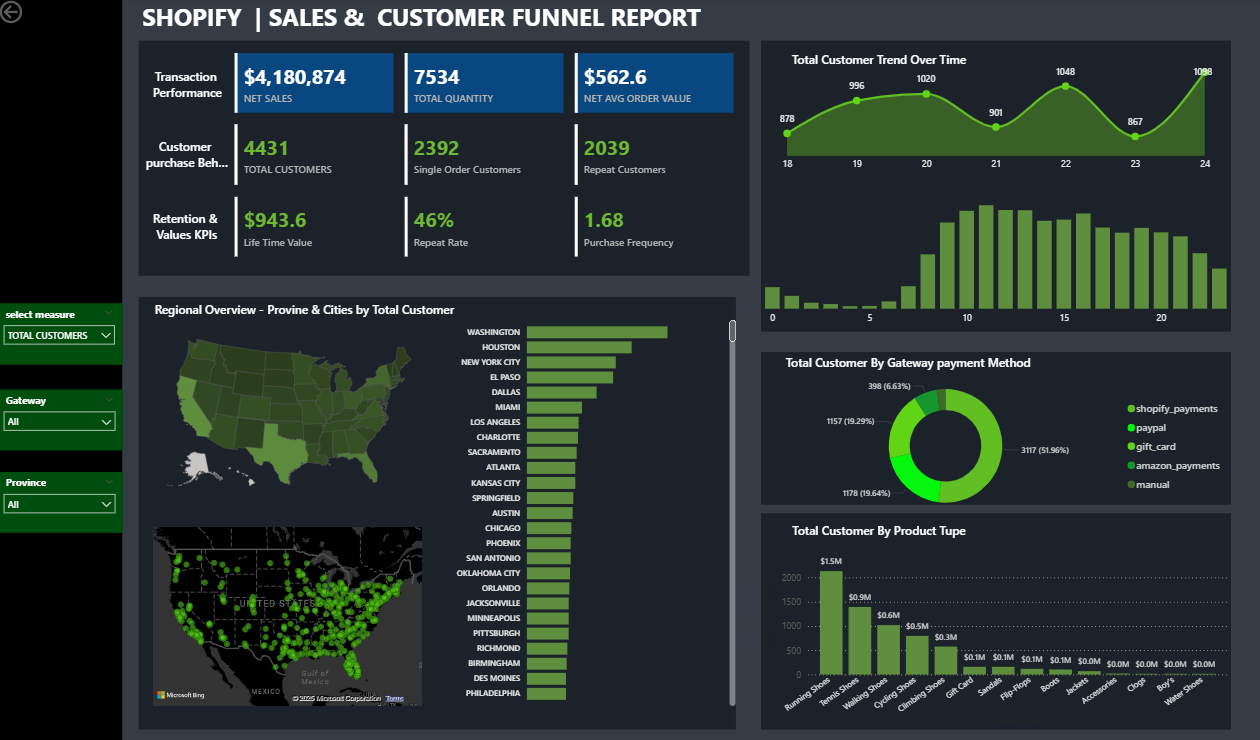 SHOPIFY | SALES & CUSTOMER FUNNEL REPORT
select measure
TOTAL CUSTOMERS
Gateway
All
Province
All
Transaction
Performance
$4,180,874
NET SALES
7534
TOTAL QUANTITY
$562.6
NET AVG ORDER VALUE
Customer
purchase Beh...
4431
TOTAL CUSTOMERS
2392
Single Order Customers
2039
Repeat Customers
Retention &
Values KPIs
$943.6
Life Time Value
46%
Repeat Rate
1.68
Purchase Frequency
Total Customer Trend Over Time
878
996
1020
901
1048
867
1098
18
19
20
21
22
23
24
0
5
10
15
20
Regional Overview - Provine & Cities by Total Customer
WASHINGTON
HOUSTON
NEW YORK CITY
EL PASO
DALLAS
MIAMI
LOS ANGELES
CHARLOTTE
SACRAMENTO
ATLANTA
KANSAS CITY
SPRINGFIELD
AUSTIN
CHICAGO
PHOENIX
SAN ANTONIO
OKLAHOMA CITY
ORLANDO
JACKSONVILLE
MINNEAPOLIS
PITTSBURGH
RICHMOND
BIRMINGHAM
DES MOINES
PHILADELPHIA
UNITED STATES
Gulf of
Mexico
MEXICO
Microsoft Bing
© 2025 Microsoft Corporation Terms
Total Customer By Gateway payment Method
398 (6.63%)
1157 (19.29%)
1178 (19.64%)
3117 (51.96%)
shopify_payments
paypal
gift_card
amazon_payments
manual
Total Customer By Product Tupe
2000
1500
1000
500
0
$1.5M
$0.9M
$0.6M
$0.5M
$0.3M
$0.1M
$0.1M
$0.1M
$0.1M
$0.0M
$0.0M
$0.0M
$0.0M
$0.0M
Running Shoes
Tennis Shoes
Walking Shoes
Cycling Shoes
Climbing Shoes
Gift Card
Sandals
Flip-Flops
Boots
Jackets
Accessories
Clogs
Boy's
Water Shoes